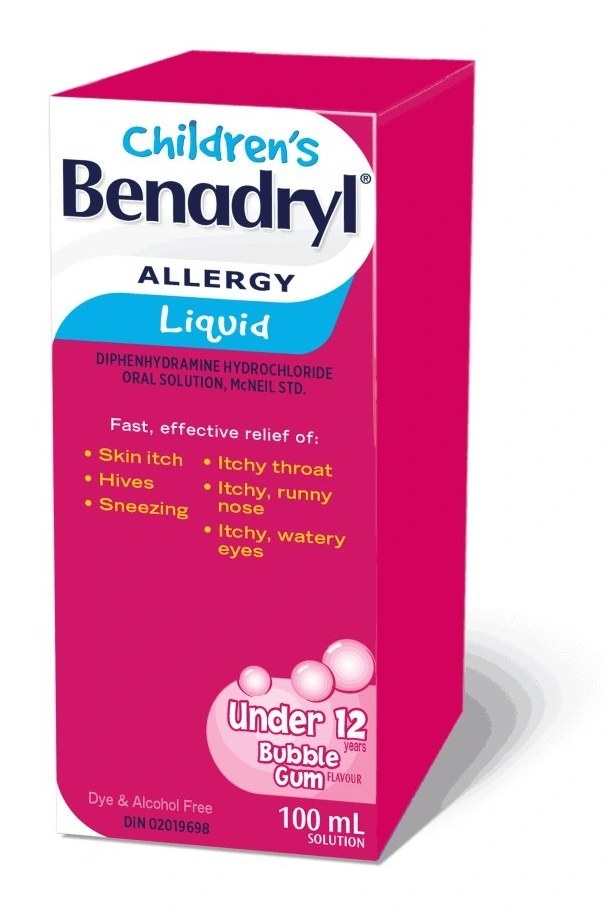 Children's
Benadryl®
ALLERGY
Liquid
DIPHENHYDRAMINE HYDROCHLORIDE
ORAL SOLUTION, McNEIL STD.
Fast, effective relief of:
• Skin itch
• Hives
• Sneezing
• Itchy throat
• Itchy, runny
nose
• Itchy, watery
eyes
Under 12
years
Bubble
Gum FLAVOUR
Dye & Alcohol Free
DIN 02019698
100 mL
SOLUTION